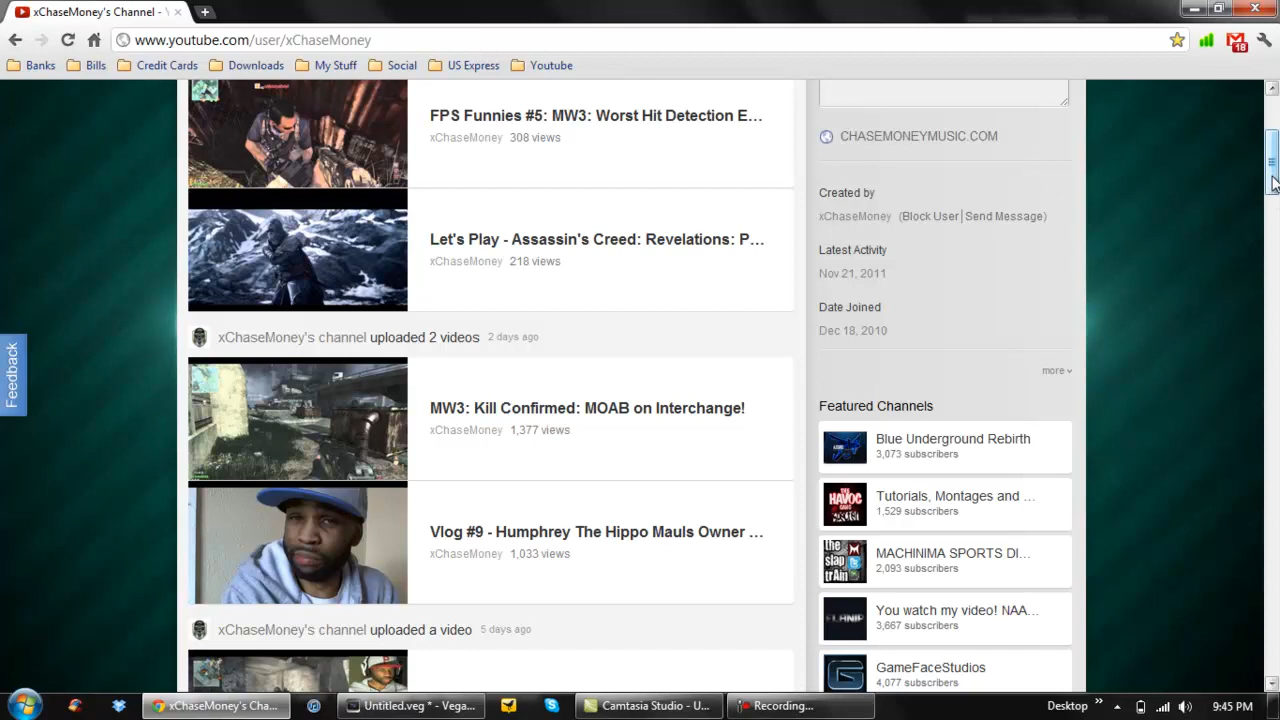 xChaseMoney's Channel - Y
www.youtube.com/user/xChaseMoney
18
Banks
Bills
Credit Cards
Downloads
My Stuff
Social
US Express
Youtube
FPS Funnies #5: MW3: Worst Hit Detection E...
xChaseMoney 308 views
Let's Play - Assassin's Creed: Revelations: P...
xChaseMoney 218 views
xChaseMoney's channel uploaded 2 videos 2 days ago
MW3: Kill Confirmed: MOAB on Interchange!
xChaseMoney 1,377 views
Vlog #9 - Humphrey The Hippo Mauls Owner ...
xChaseMoney 1,033 views
xChaseMoney's channel uploaded a video 5 days ago
Feedback
CHASEMONEYMUSIC.COM
Created by
xChaseMoney (Block User|Send Message)
Latest Activity
Nov 21, 2011
Date Joined
Dec 18, 2010
more
Featured Channels
Blue Underground Rebirth
3,073 subscribers
Tutorials, Montages and ...
1,529 subscribers
MACHINIMA SPORTS DI...
2,093 subscribers
the slap trAin
You watch my video! NAA...
3,667 subscribers
GameFaceStudios
4,077 subscribers
xChaseMoney's Cha...
Untitled.veg * - Vega...
Camtasia Studio - U...
Recording...
Desktop
9:45 PM